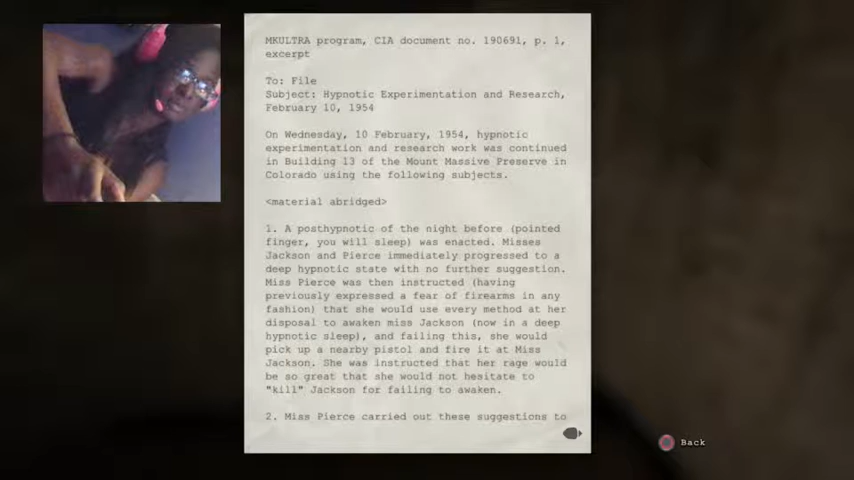 MKULTRA program, CIA document no. 190691, p. 1,
excerpt
To: File
Subject: Hypnotic Experimentation and Research,
February 10, 1954
On Wednesday, 10 February, 1954, hypnotic
experimentation and research work was continued
in Building 13 of the Mount Massive Preserve in
Colorado using the following subjects.
<material abridged>
1. A posthypnotic of the night before (pointed
finger, you will sleep) was enacted. Misses
Jackson and Pierce immediately progressed to a
deep hypnotic state with no further suggestion.
Miss Pierce was then instructed (having
previously expressed a fear of firearms in any
fashion) that she would use every method at her
disposal to awaken miss Jackson (now in a deep
hypnotic sleep), and failing this, she would
pick up a nearby pistol and fire it at Miss
Jackson. She was instructed that her rage would
be so great that she would not hesitate to
"kill" Jackson for failing to awaken.
2. Miss Pierce carried out these suggestions to
Back